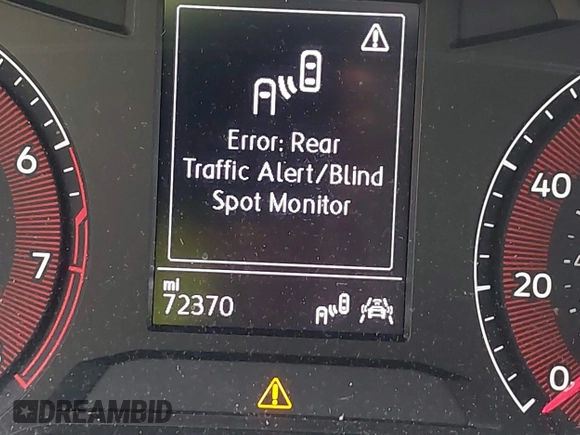 Error: Rear
Traffic Alert/Blind
Spot Monitor
mi
72370
6
7
40
20
0
DREAMBID